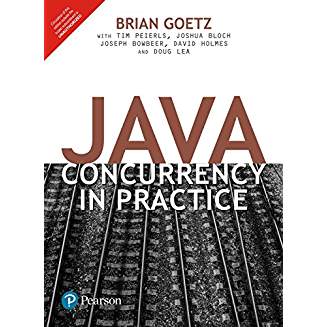 BRIAN GOETZ
WITH TIM PEIERLS, JOSHUA BLOCH
JOSEPH BOWBEER, DAVID HOLMES
AND DOUG LEA
JAVA
CONCURRENCY
IN PRACTICE
Pearson